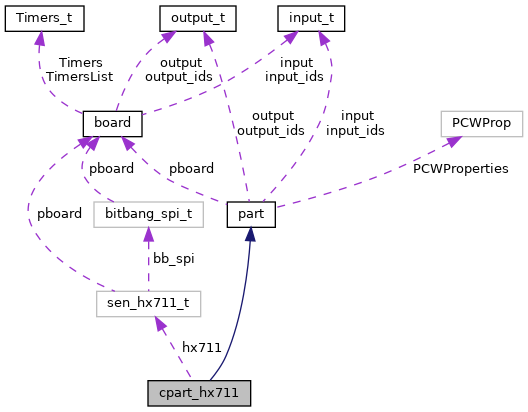 Timers_t
output_t
input_t
Timers
TimersList
output
output_ids
input
input_ids
board
PCWProp
output
output_ids
input
input_ids
pboard
pboard
PCWProperties
pboard
bitbang_spi_t
part
bb_spi
sen_hx711_t
hx711
cpart_hx711